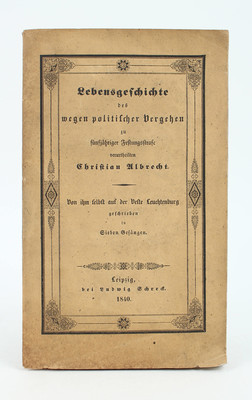 Lebensgeschichte
des
wegen politischer Vergehen
zu
fünfjähriger Festungsstrafe
verurtheilten
Christian Albrecht.
Von ihm selbst auf der Veste Leuchtenburg
geschrieben
in
Sieben Gesängen.
Leipzig,
bei Ludwig Schreck.
1840.